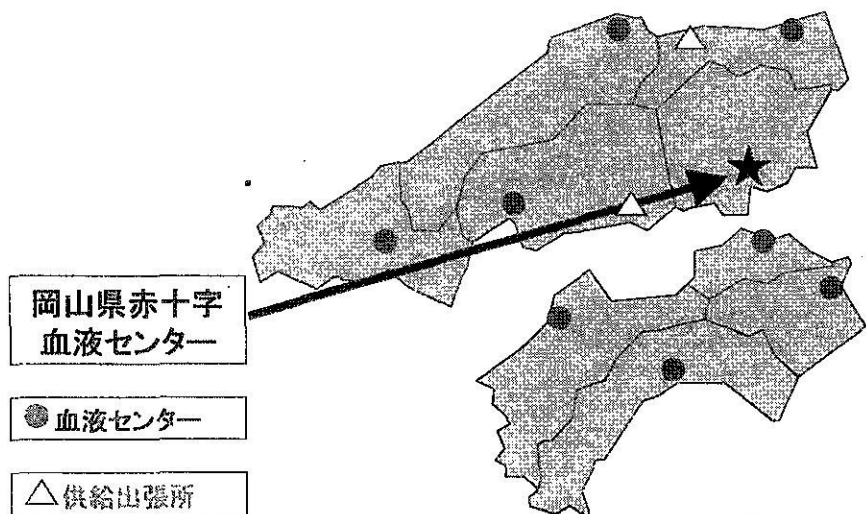 岡山県赤十字
血液センター
血液センター
供給出張所